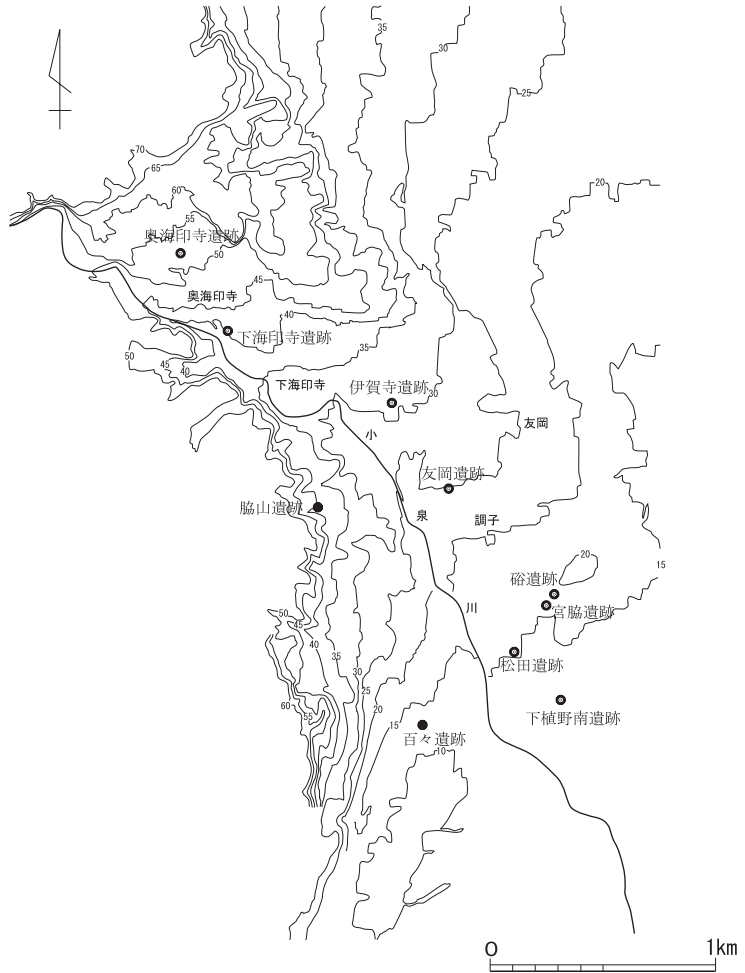 35
30
25
20
70
65
60
55
奥海印寺遺跡
50
45
奥海印寺
40
下海印寺遺跡
35
50
45
40
下海印寺
伊賀寺遺跡
30
小
友岡
友岡遺跡
脇山遺跡
泉
調子
20
15
硲遺跡
川
宮脇遺跡
50
45
40
35
松田遺跡
30
25
60
55
20
15
下植野南遺跡
百々遺跡
10
0
1km